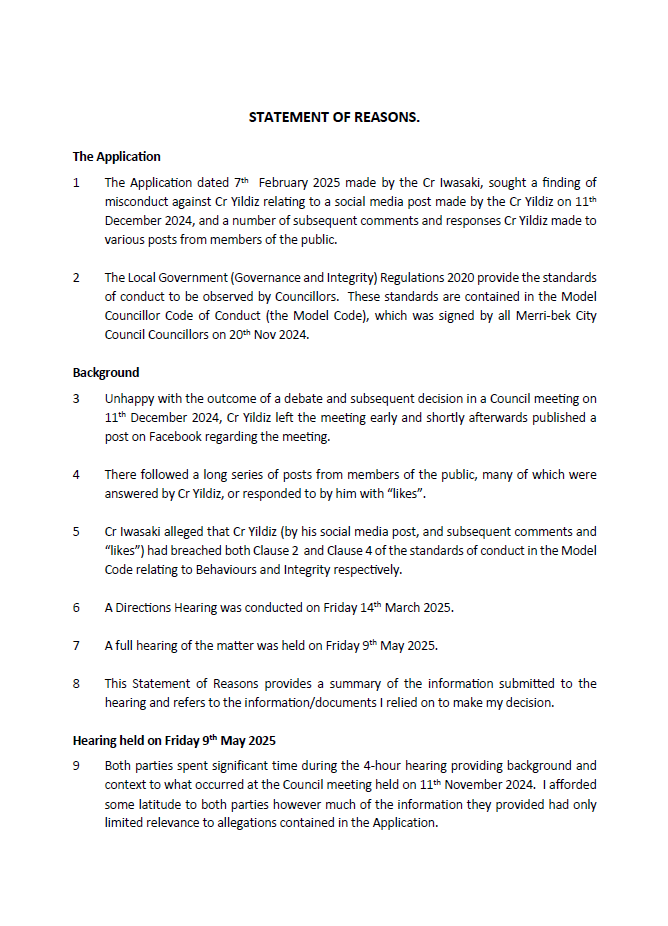 STATEMENT OF REASONS.
The Application
1 The Application dated 7th February 2025 made by the Cr Iwasaki, sought a finding of
misconduct against Cr Yildiz relating to a social media post made by the Cr Yildiz on 11th
December 2024, and a number of subsequent comments and responses Cr Yildiz made to
various posts from members of the public.
2 The Local Government (Governance and Integrity) Regulations 2020 provide the standards
of conduct to be observed by Councillors. These standards are contained in the Model
Councillor Code of Conduct (the Model Code), which was signed by all Merri-bek City
Council Councillors on 20th Nov 2024.
Background
3 Unhappy with the outcome of a debate and subsequent decision in a Council meeting on
11th December 2024, Cr Yildiz left the meeting early and shortly afterwards published a
post on Facebook regarding the meeting.
4 There followed a long series of posts from members of the public, many of which were
answered by Cr Yildiz, or responded to by him with “likes”.
5 Cr Iwasaki alleged that Cr Yildiz (by his social media post, and subsequent comments and
“likes”) had breached both Clause 2 and Clause 4 of the standards of conduct in the Model
Code relating to Behaviours and Integrity respectively.
6 A Directions Hearing was conducted on Friday 14th March 2025.
7 A full hearing of the matter was held on Friday 9th May 2025.
8 This Statement of Reasons provides a summary of the information submitted to the
hearing and refers to the information/documents I relied on to make my decision.
Hearing held on Friday 9th May 2025
9 Both parties spent significant time during the 4-hour hearing providing background and
context to what occurred at the Council meeting held on 11th November 2024. I afforded
some latitude to both parties however much of the information they provided had only
limited relevance to allegations contained in the Application.